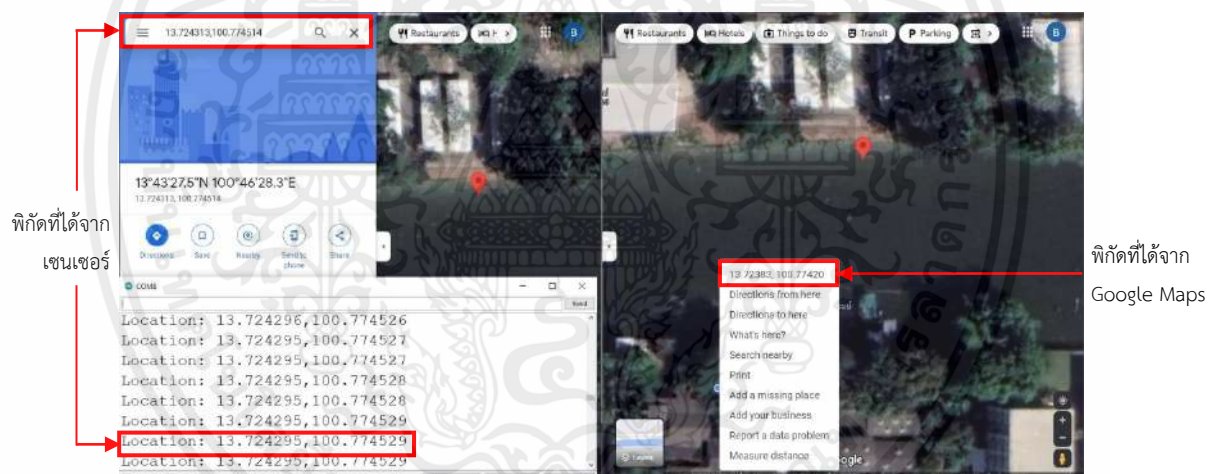 13.724313,100.774514
Restaurants
Restaurants
Hotels
Things to do
Transit
Parking
B
B
13°43'27.5"N 100°46'28.3"E
13.724313, 100.774514
Directions
Save
Nearby
Send to
phone
Share
พิกัดที่ได้จาก
เซนเซอร์
COM8
Send
Location: 13.724296,100.774526
Location: 13.724295,100.774527
Location: 13.724295,100.774527
Location: 13.724295,100.774528
Location: 13.724295,100.774528
Location: 13.724295,100.774529
Location: 13.724295,100.774529
Location: 13.724295,100.774529
13.72383, 100.77420
Directions from here
Directions to here
What's here?
Search nearby
Print
Add a missing place
Add your business
Report a data problem
Measure distance
Layers
พิกัดที่ได้จาก
Google Maps